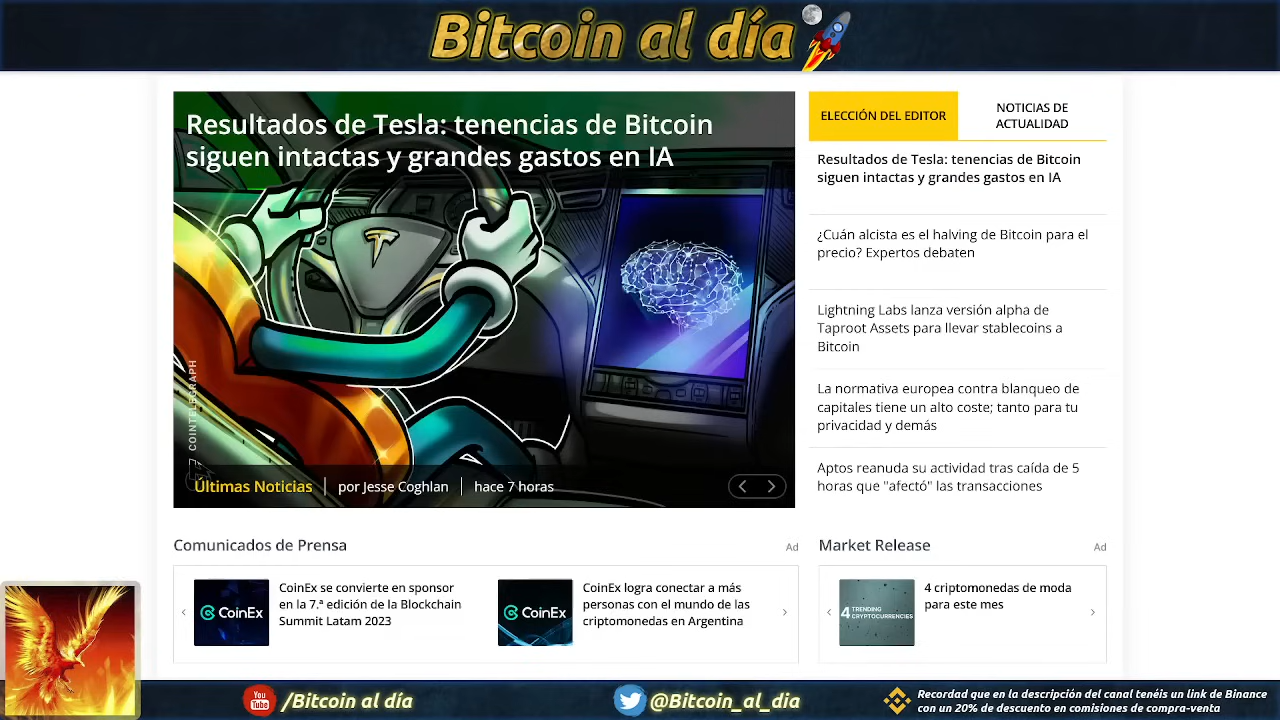 Bitcoin al día
Resultados de Tesla: tenencias de Bitcoin
siguen intactas y grandes gastos en IA
COINTELEGRAPH
Últimas Noticias
por Jesse Coghlan
hace 7 horas
ELECCIÓN DEL EDITOR
NOTICIAS DE
ACTUALIDAD
Resultados de Tesla: tenencias de Bitcoin
siguen intactas y grandes gastos en IA
¿Cuán alcista es el halving de Bitcoin para el
precio? Expertos debaten
Lightning Labs lanza versión alpha de
Taproot Assets para llevar stablecoins a
Bitcoin
La normativa europea contra blanqueo de
capitales tiene un alto coste; tanto para tu
privacidad y demás
Aptos reanuda su actividad tras caída de 5
horas que "afectó" las transacciones
Comunicados de Prensa
Ad
CoinEx
CoinEx se convierte en sponsor
en la 7.ª edición de la Blockchain
Summit Latam 2023
CoinEx
CoinEx logra conectar a más
personas con el mundo de las
criptomonedas en Argentina
Market Release
Ad
4 TRENDING
CRYPTOCURRENCIES
4 criptomonedas de moda
para este mes
You
Tube
/Bitcoin al día
@Bitcoin_al_dia
Recordad que en la descripción del canal tenéis un link de Binance
con un 20% de descuento en comisiones de compra-venta